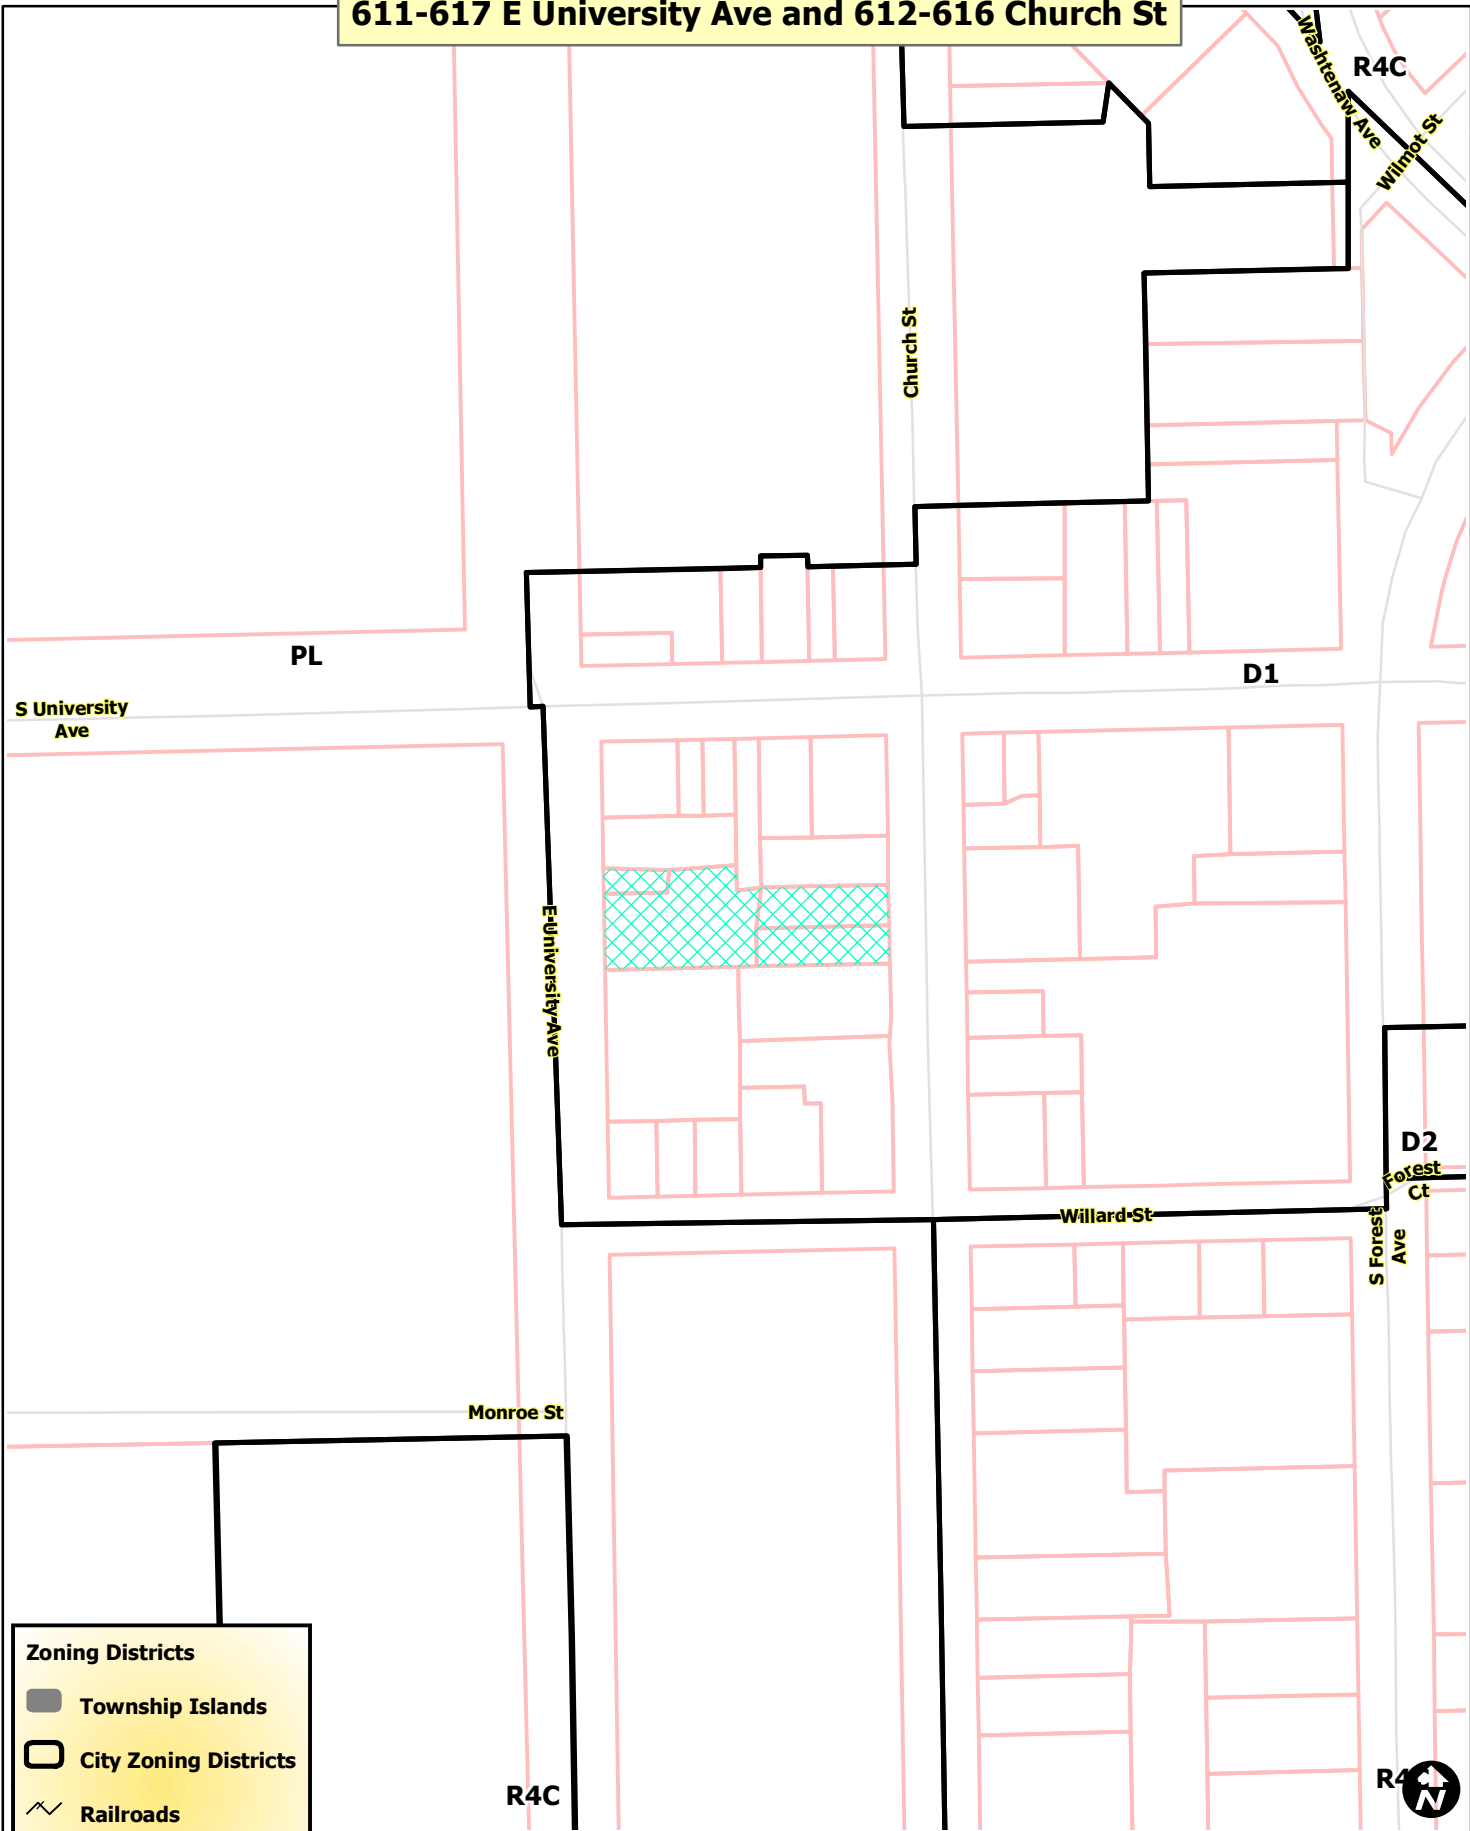 611-617 E University Ave and 612-616 Church St
Washtenaw Ave
R4C
Wilmot St
Church St
PL
D1
S University
Ave
E University Ave
D2
Forest
Ct
Willard St
S Forest
Ave
Monroe St
Zoning Districts
Township Islands
City Zoning Districts
Railroads
R4C
R4C
N